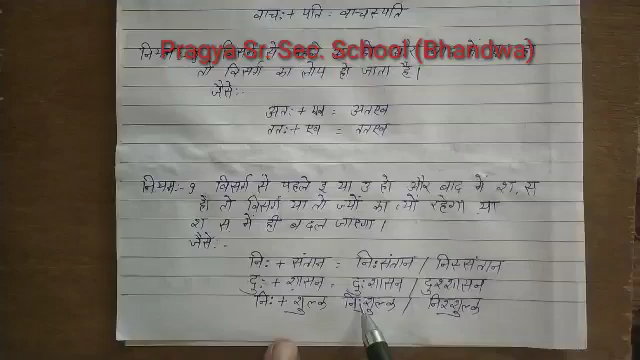 वाचः + पति = वाचस्पति
Pragya Sr. Sec. School (Bhandwa)
नियम
तो विसर्ग का लोप हो जाता है।
जैसे:-
अतः + एव = अतएव
ततः + एव = ततएव
नियम:- 9 विसर्ग से पहले इ या उ हो और बाद में श, स
हो तो विसर्ग या तो ज्यों का त्यों रहेगा या
श स में ही बदल जाएगा।
जैसे:-
निः + संतान = निःसंतान / निस्संतान
दुः + शासन = दुःशासन / दुश्शासन
निः + शुल्क निःशुल्क / निश्शुल्क